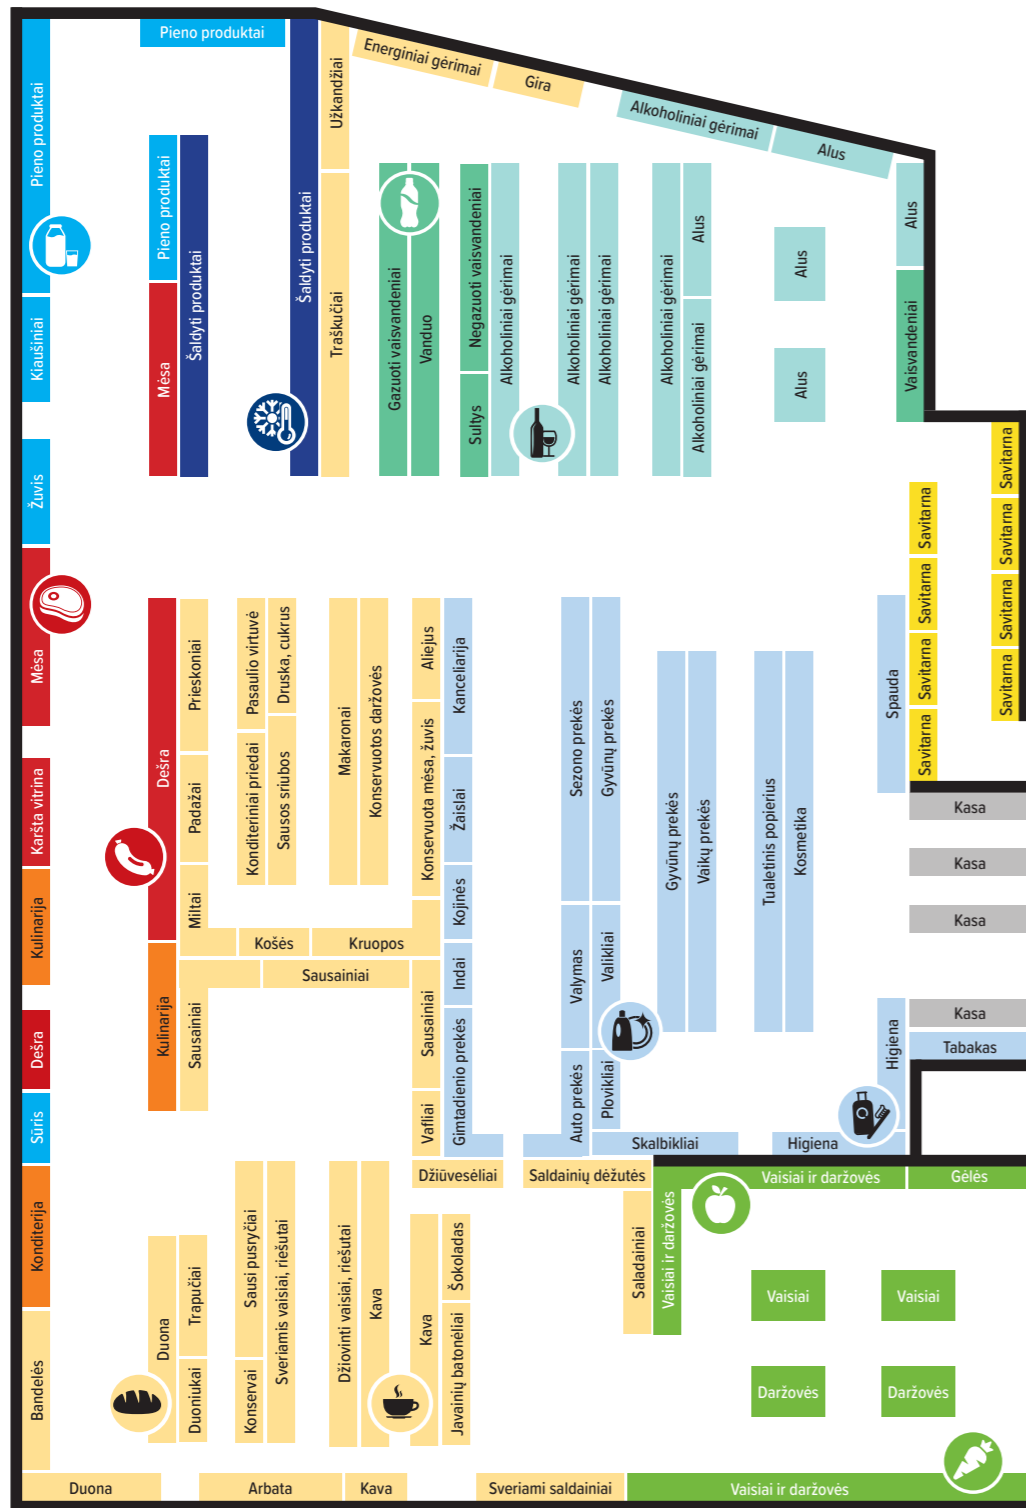 Pieno produktai
Pieno produktai
Kiaušiniai
Žuvis
Mėsa
Karšta vitrina
Kulinarija
Dešra
Sūris
Konditerija
Bandelės
Pieno produktai
Mėsa
Šaldyti produktai
Šaldyti produktai
Užkandžiai
Traškučiai
Energiniai gėrimai
Gira
Alkoholiniai gėrimai
Alus
Gazuoti vaisvandeniai
Vanduo
Negazuoti vaisvandeniai
Sultys
Alkoholiniai gėrimai
Alkoholiniai gėrimai
Alkoholiniai gėrimai
Alkoholiniai gėrimai
Alus
Alkoholiniai gėrimai
Alus
Alus
Alus
Vaisvandeniai
Savitarna
Savitarna
Savitarna
Savitarna
Savitarna
Savitarna
Savitarna
Savitarna
Dešra
Kulinarija
Prieskoniai
Padažai
Miltai
Pasaulio virtuvė
Konditeriniai priedai
Druska, cukrus
Sausos sriubos
Makaronai
Konservuotos daržovės
Aliejus
Konservuota mėsa, žuvis
Košės
Kruopos
Sausainiai
Sausainiai
Sausainiai
Vafliai
Kanceliarija
Žaislai
Kojinės
Indai
Gimtadienio prekės
Sezono prekės
Valymas
Auto prekės
Gyvūnų prekės
Valikliai
Plovikliai
Gyvūnų prekės
Vaikų prekės
Tualetinis popierius
Kosmetika
Spauda
Kasa
Kasa
Kasa
Kasa
Tabakas
Higiena
Skalbikliai
Higiena
Džiūvesėliai
Saldainių dėžutės
Saladainiai
Vaisiai ir daržovės
Vaisiai ir daržovės
Gėlės
Duona
Trapučiai
Duoniukai
Sausi pusryčiai
Konservai
Sveriamis vaisiai, riešutai
Džiovinti vaisiai, riešutai
Kava
Kava
Šokoladas
Javainių batonėliai
Vaisiai
Vaisiai
Daržovės
Daržovės
Duona
Arbata
Kava
Sveriami saldainiai
Vaisiai ir daržovės